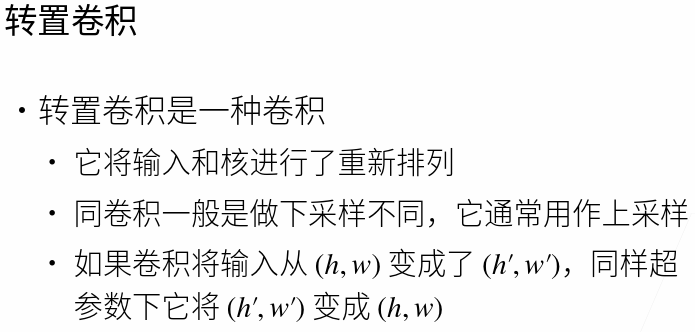 转置卷积
• 转置卷积是一种卷积
• 它将输入和核进行了重新排列
• 同卷积一般是做下采样不同，它通常用作上采样
• 如果卷积将输入从 (h, w) 变成了 (h′, w′)，同样超
参数下它将 (h′, w′) 变成 (h, w)